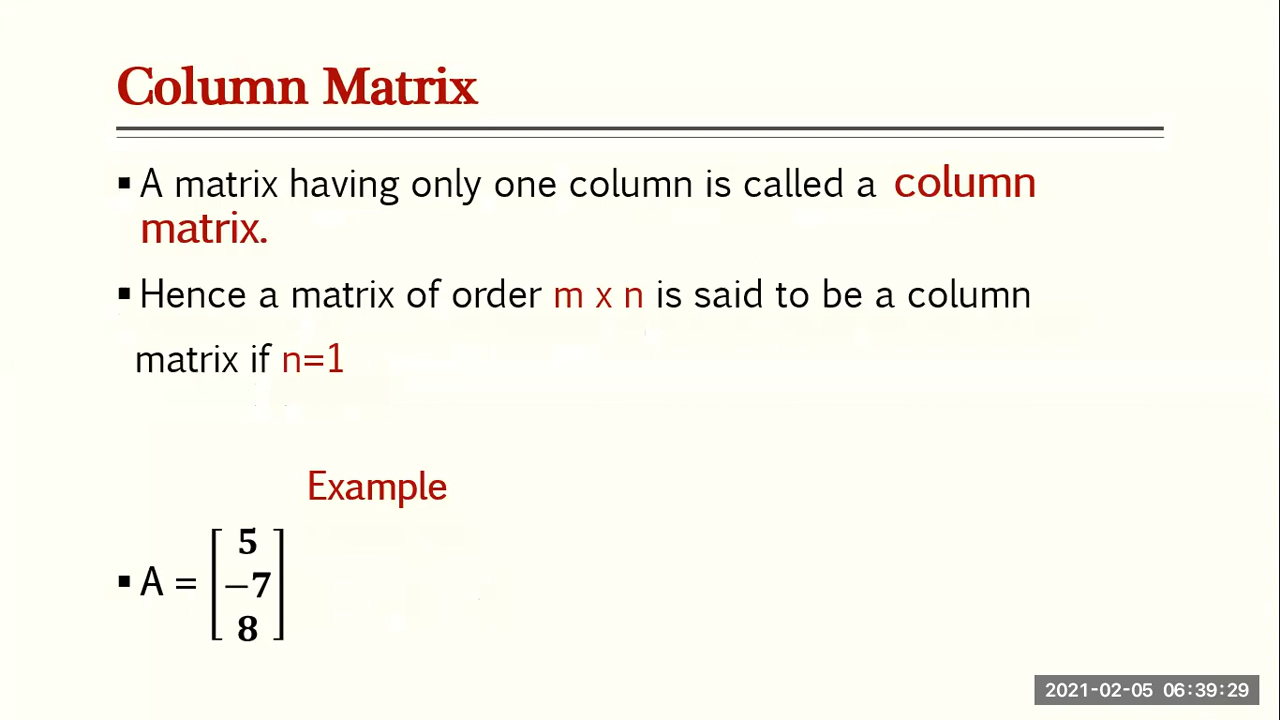 Column Matrix
▪ A matrix having only one column is called a column
matrix.
▪ Hence a matrix of order m x n is said to be a column
matrix if n=1
Example
▪ A = [5
−7
8]
2021-02-05 06:39:29